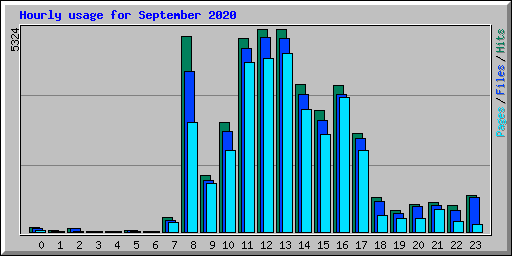 Hourly usage for September 2020
5324
Pages/Files/Hits
0 1 2 3 4 5 6 7 8 9 10 11 12 13 14 15 16 17 18 19 20 21 22 23